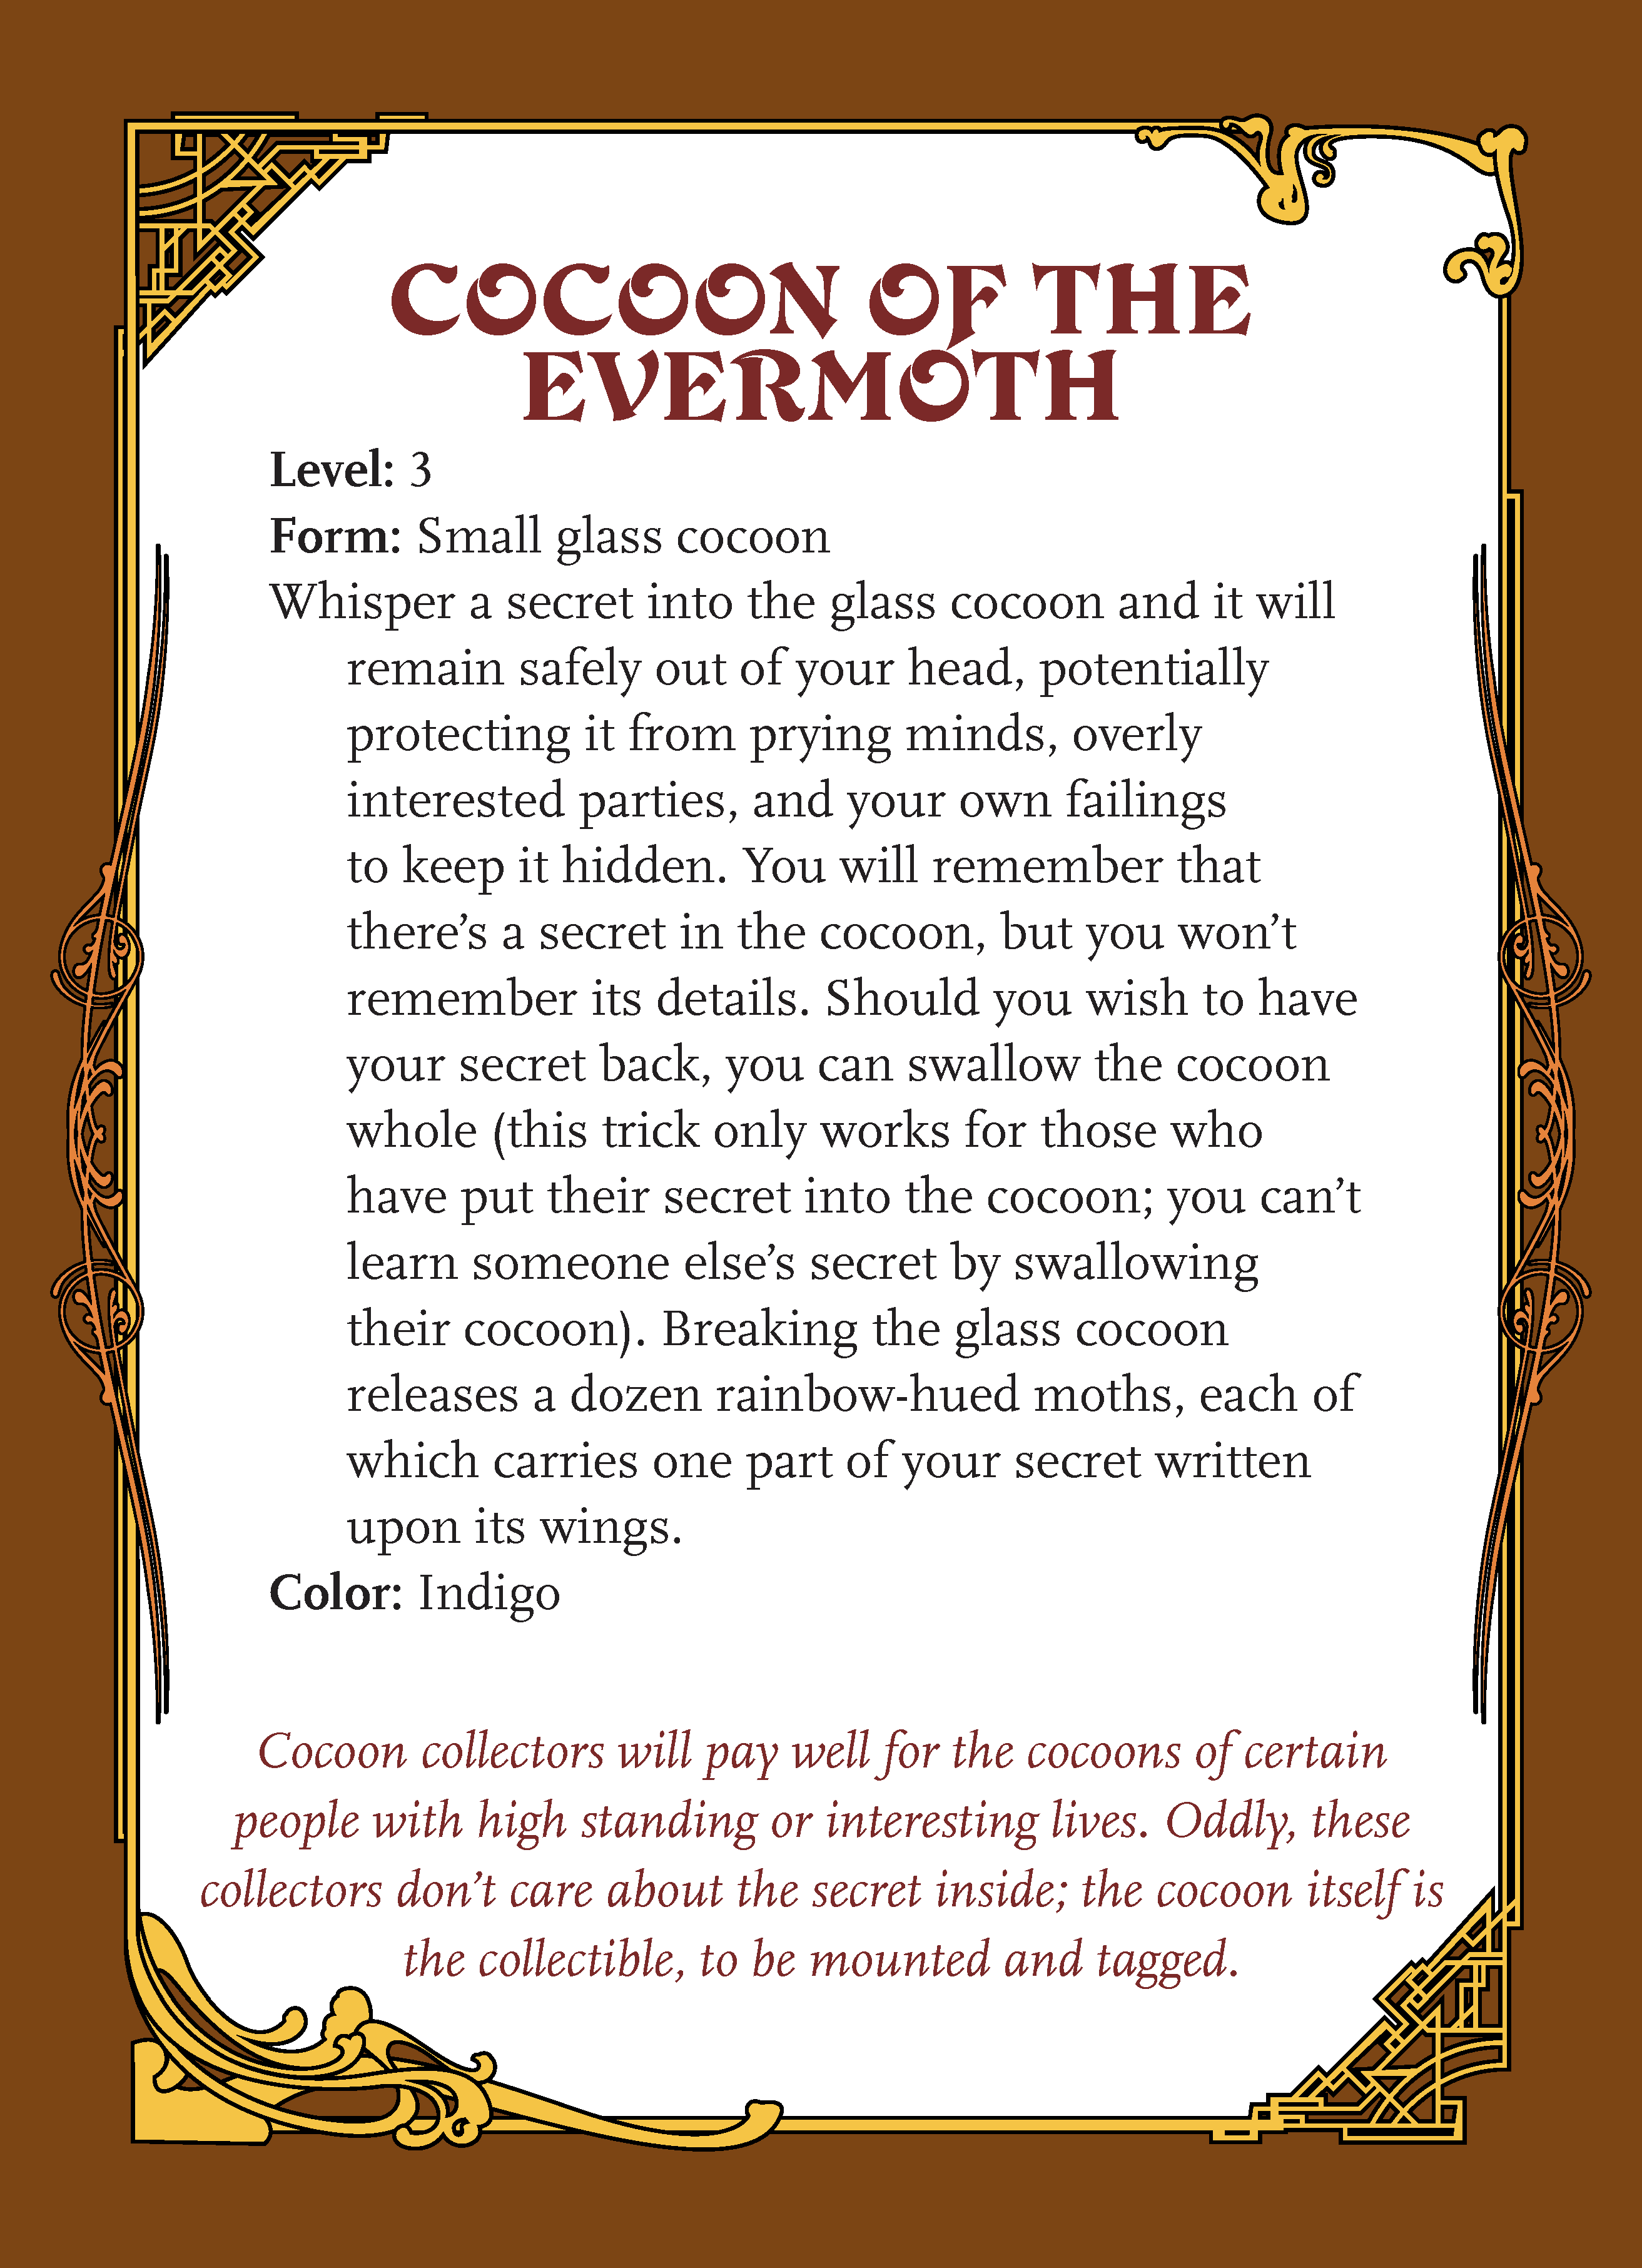 COCOON OF THE
EVERMOTH
Level: 3
Form: Small glass cocoon
Whisper a secret into the glass cocoon and it will
remain safely out of your head, potentially
protecting it from prying minds, overly
interested parties, and your own failings
to keep it hidden. You will remember that
there’s a secret in the cocoon, but you won’t
remember its details. Should you wish to have
your secret back, you can swallow the cocoon
whole (this trick only works for those who
have put their secret into the cocoon; you can’t
learn someone else’s secret by swallowing
their cocoon). Breaking the glass cocoon
releases a dozen rainbow-hued moths, each of
which carries one part of your secret written
upon its wings.
Color: Indigo
Cocoon collectors will pay well for the cocoons of certain
people with high standing or interesting lives. Oddly, these
collectors don’t care about the secret inside; the cocoon itself is
the collectible, to be mounted and tagged.